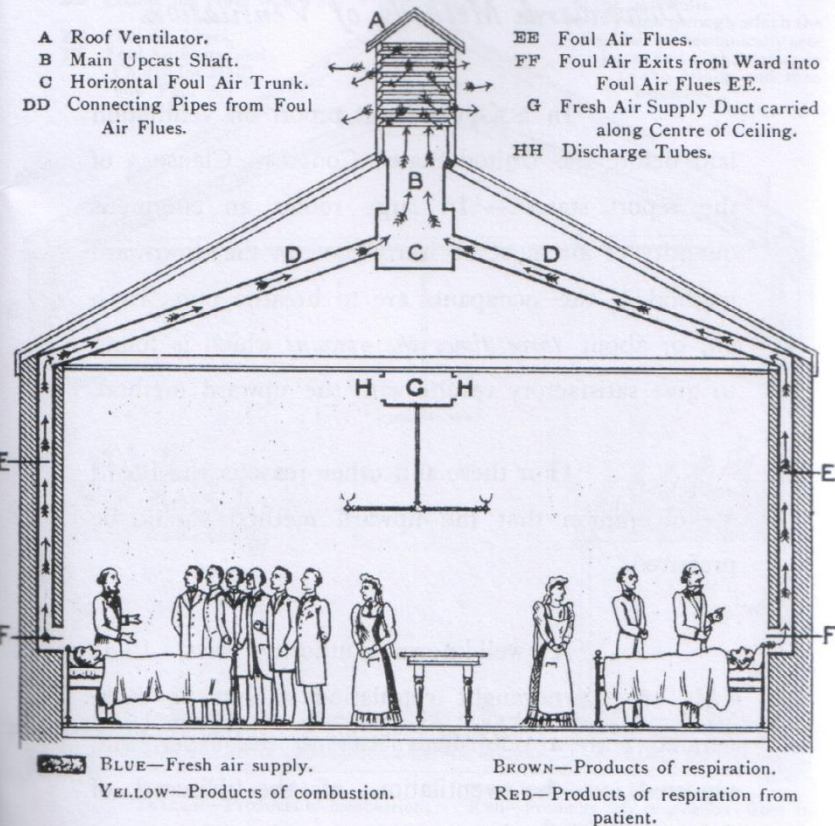 A Roof Ventilator.
B Main Upcast Shaft.
C Horizontal Foul Air Trunk.
DD Connecting Pipes from Foul
Air Flues.
EE Foul Air Flues.
FF Foul Air Exits from Ward into
Foul Air Flues EE.
G Fresh Air Supply Duct carried
along Centre of Ceiling.
HH Discharge Tubes.
A
B
C
D D
H G H
E E
F F
BLUE—Fresh air supply.
YELLOW—Products of combustion.
BROWN—Products of respiration.
RED—Products of respiration from
patient.